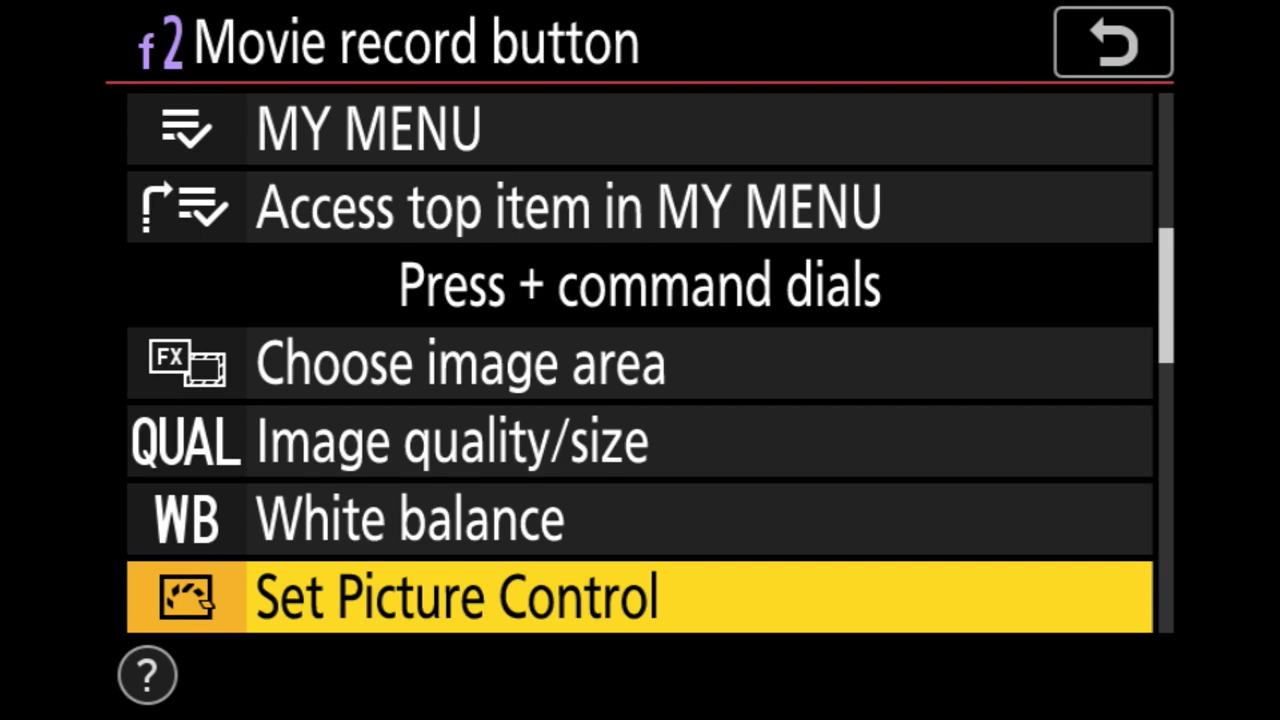 f2 Movie record button
MY MENU
Access top item in MY MENU
Press + command dials
FX Choose image area
QUAL Image quality/size
WB White balance
Set Picture Control
?